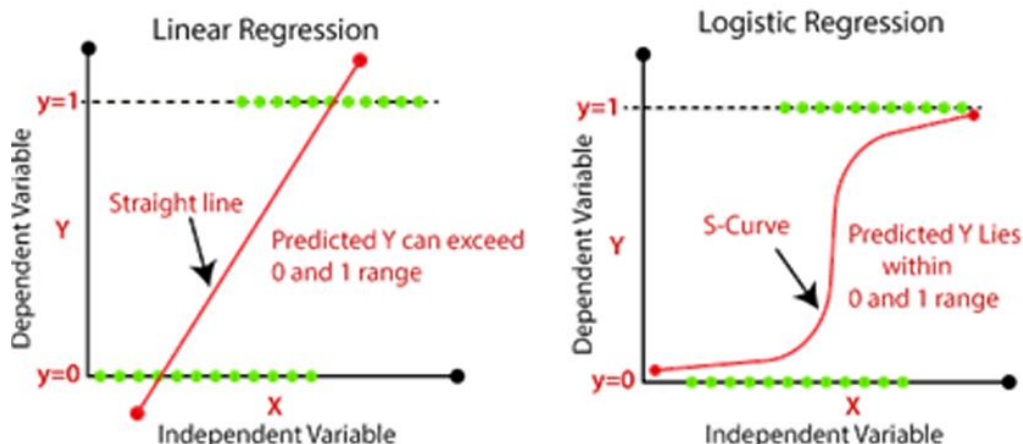 Linear Regression
y=1
Dependent Variable
Y
Straight line
Predicted Y can exceed
0 and 1 range
y=0
X
Independent Variable
Logistic Regression
y=1
Dependent Variable
Y
S-Curve
Predicted Y Lies
within
0 and 1 range
y=0
X
Independent Variable